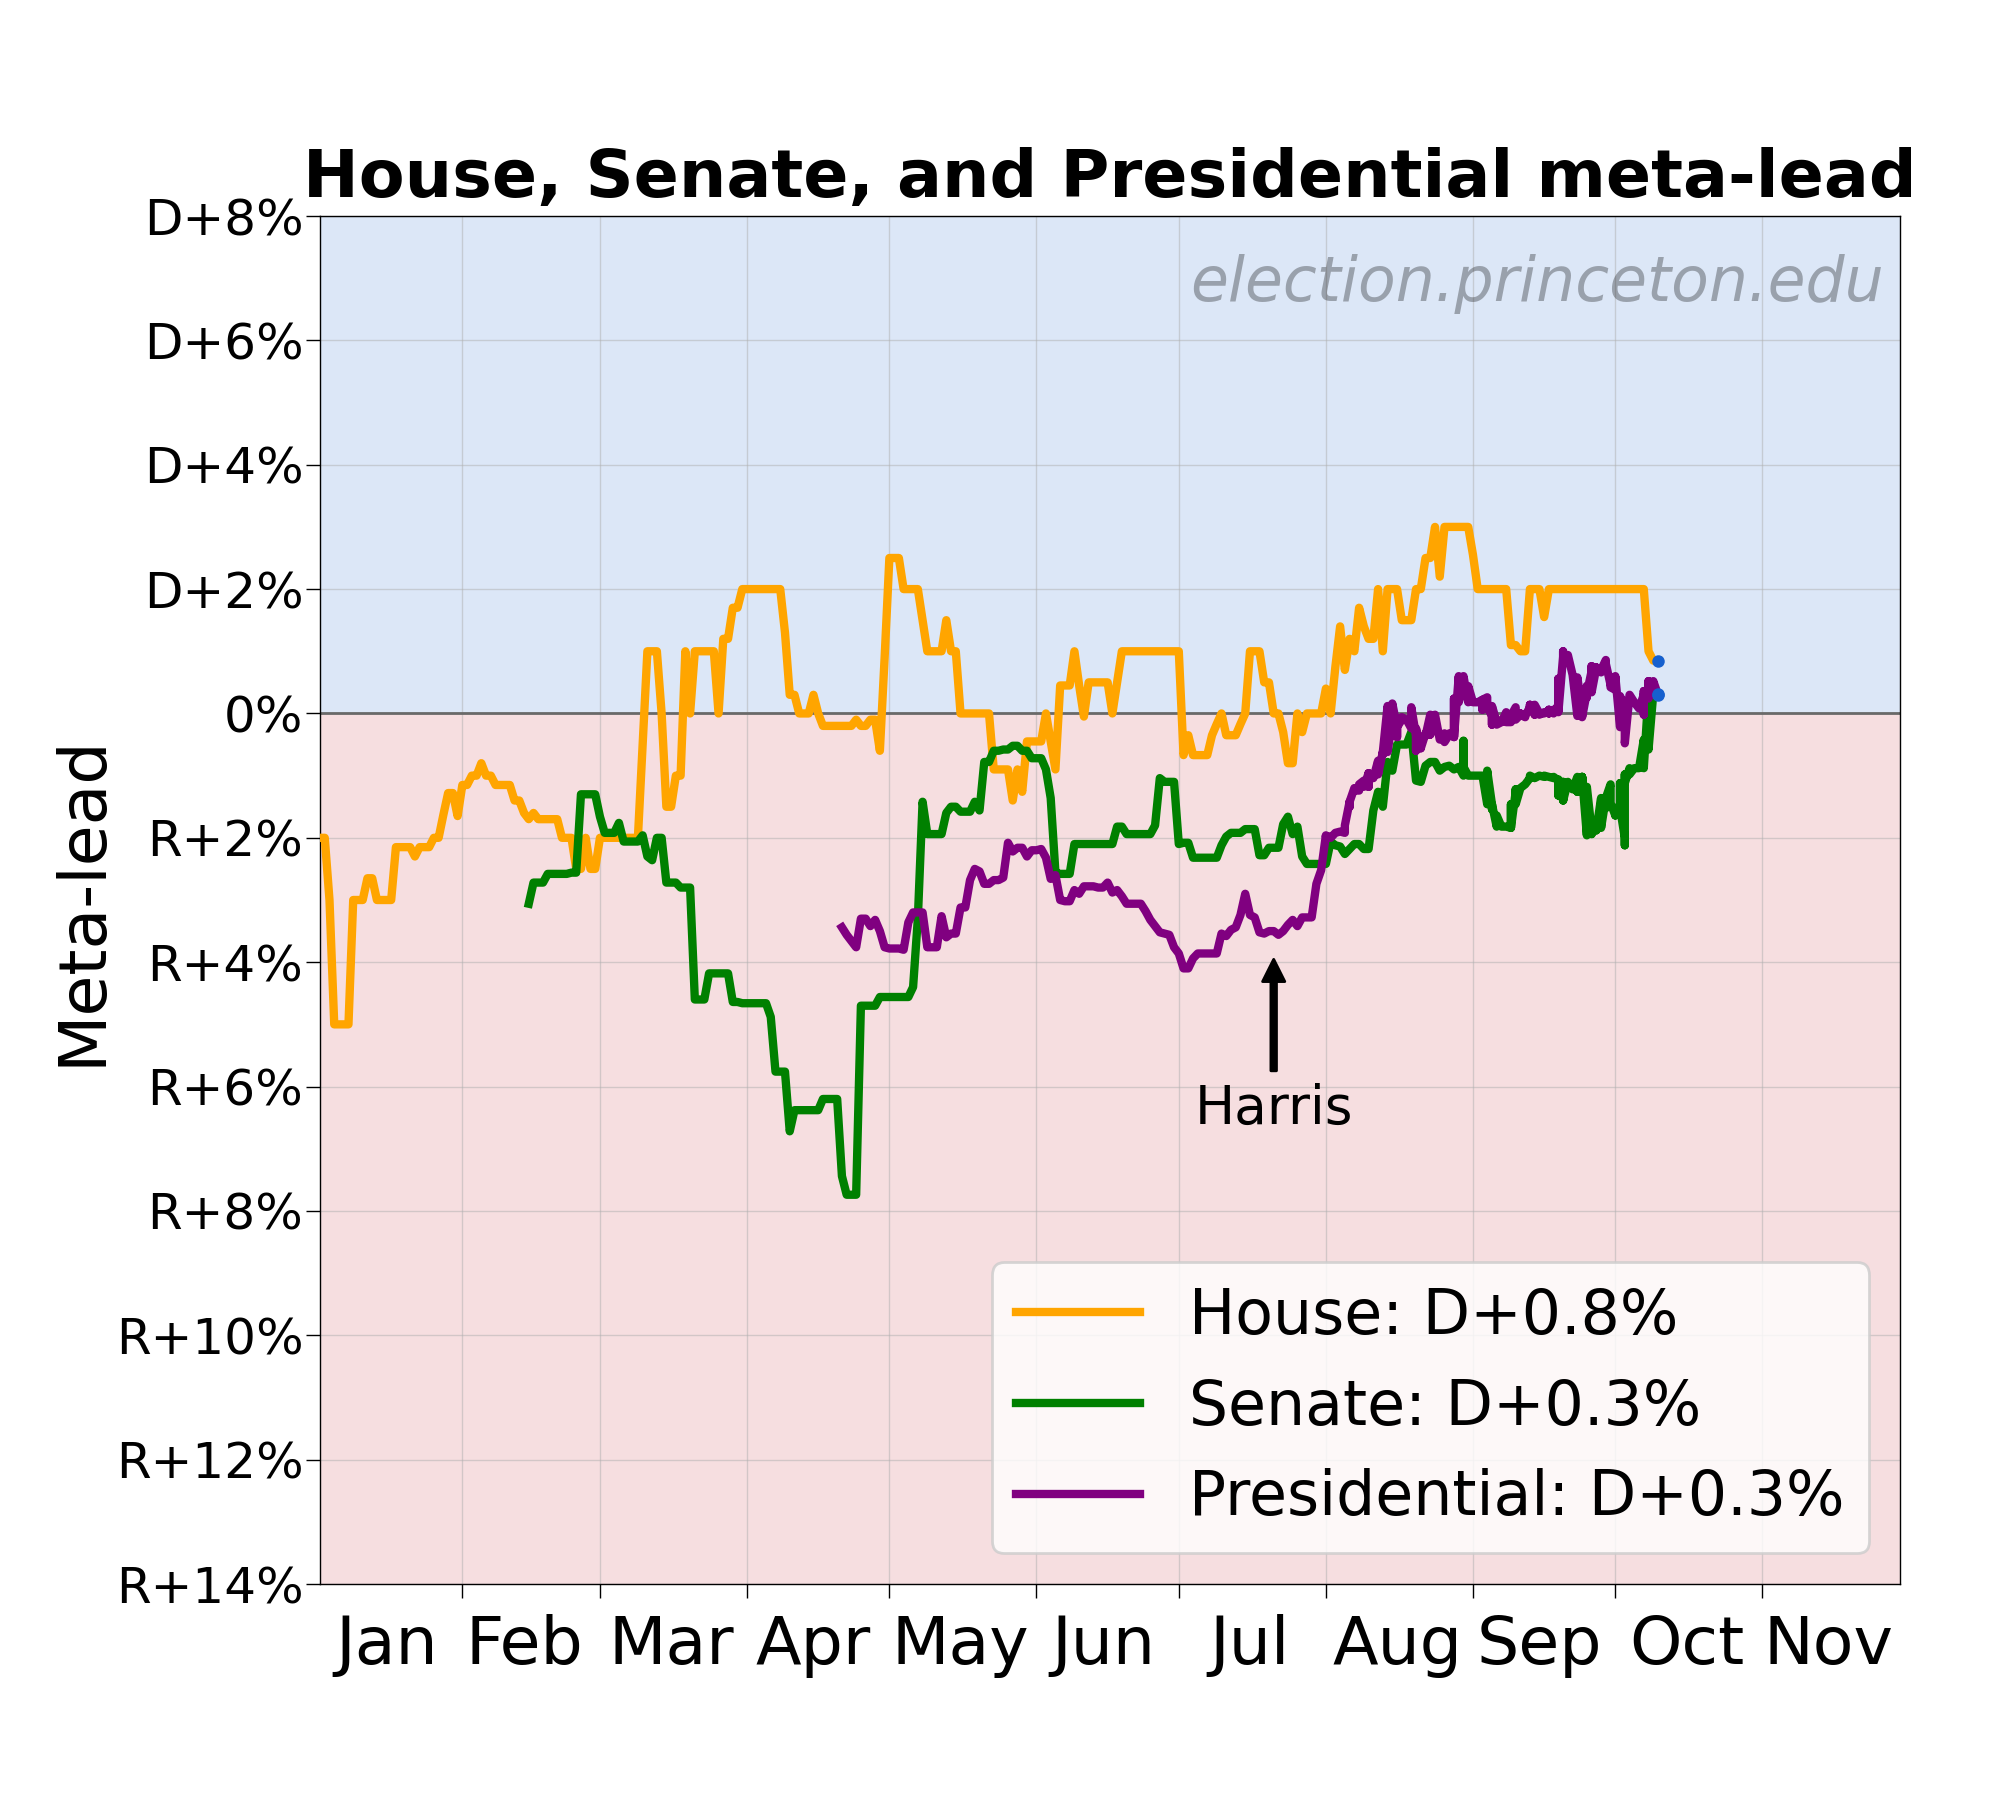 House, Senate, and Presidential meta-lead
election.princeton.edu
D+8%
D+6%
D+4%
D+2%
0%
R+2%
R+4%
R+6%
R+8%
R+10%
R+12%
R+14%
Meta-lead
Harris
House: D+0.8%
Senate: D+0.3%
Presidential: D+0.3%
Jan Feb Mar Apr May Jun Jul Aug Sep Oct Nov